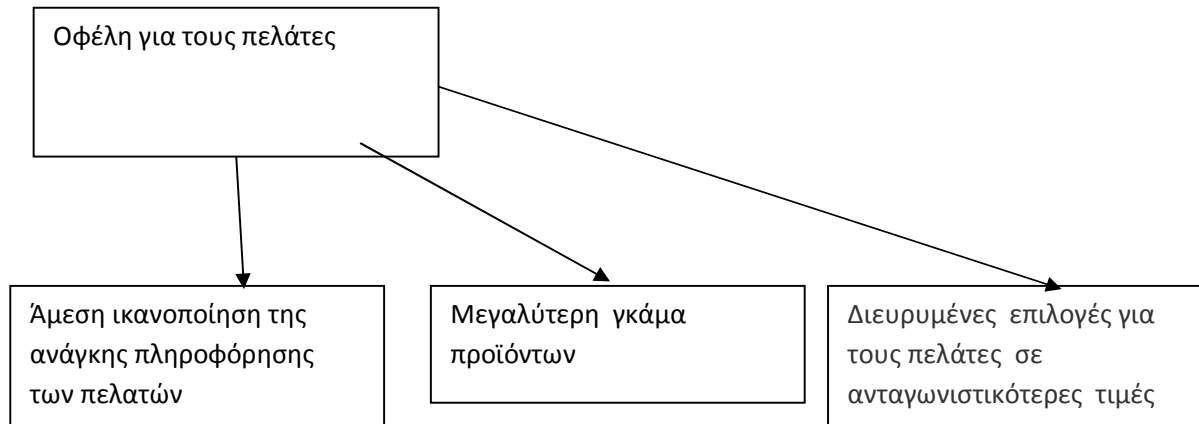 Οφέλη για τους πελάτες
Άμεση ικανοποίηση της
ανάγκης πληροφόρησης
των πελατών
Μεγαλύτερη γκάμα
προϊόντων
Διευρυμένες επιλογές για
τους πελάτες σε
ανταγωνιστικότερες τιμές